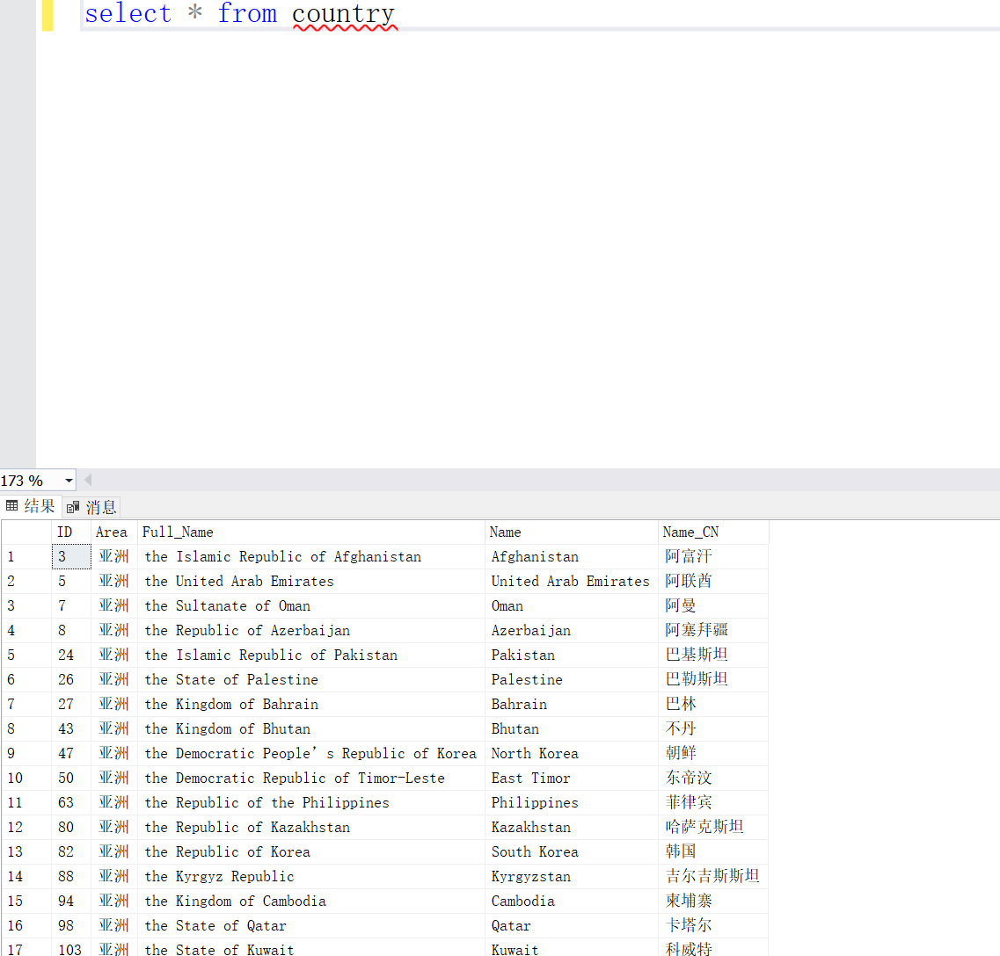 select * from country
173 %
结果 消息
ID Area Full_Name Name Name_CN
1 3 亚洲 the Islamic Republic of Afghanistan Afghanistan 阿富汗
2 5 亚洲 the United Arab Emirates United Arab Emirates 阿联酋
3 7 亚洲 the Sultanate of Oman Oman 阿曼
4 8 亚洲 the Republic of Azerbaijan Azerbaijan 阿塞拜疆
5 24 亚洲 the Islamic Republic of Pakistan Pakistan 巴基斯坦
6 26 亚洲 the State of Palestine Palestine 巴勒斯坦
7 27 亚洲 the Kingdom of Bahrain Bahrain 巴林
8 43 亚洲 the Kingdom of Bhutan Bhutan 不丹
9 47 亚洲 the Democratic People’s Republic of Korea North Korea 朝鲜
10 50 亚洲 the Democratic Republic of Timor-Leste East Timor 东帝汶
11 63 亚洲 the Republic of the Philippines Philippines 菲律宾
12 80 亚洲 the Republic of Kazakhstan Kazakhstan 哈萨克斯坦
13 82 亚洲 the Republic of Korea South Korea 韩国
14 88 亚洲 the Kyrgyz Republic Kyrgyzstan 吉尔吉斯斯坦
15 94 亚洲 the Kingdom of Cambodia Cambodia 柬埔寨
16 98 亚洲 the State of Qatar Qatar 卡塔尔
17 103 亚洲 the State of Kuwait Kuwait 科威特